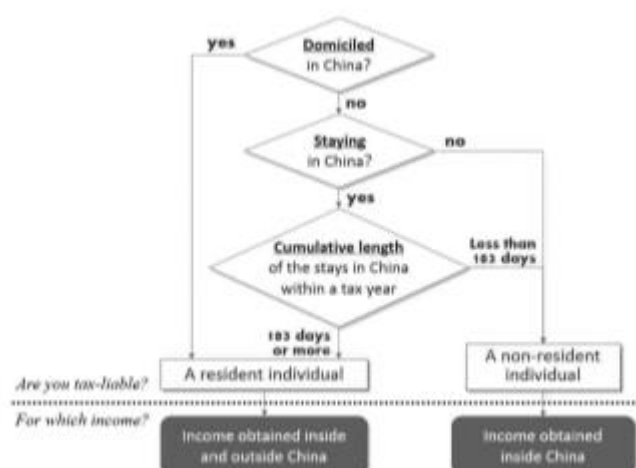 yes
Domiciled
in China?
no
Staying
in China?
no
yes
Cumulative length
of the stays in China
within a tax year
Less than
183 days
183 days
or more
Are you tax-liable?
A resident individual
A non-resident
individual
For which income?
Income obtained inside
and outside China
Income obtained
inside China